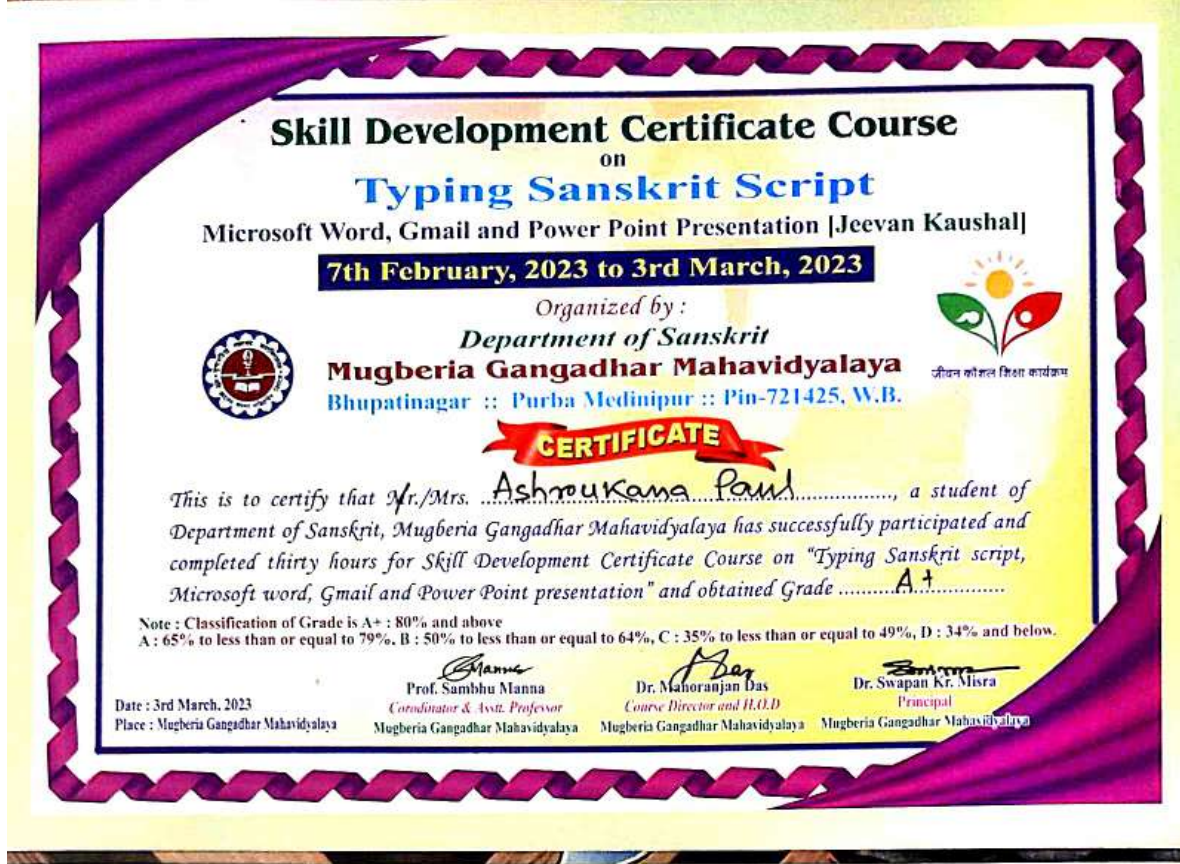 Skill Development Certificate Course
on
Typing Sanskrit Script
Microsoft Word, Gmail and Power Point Presentation [Jeevan Kaushal]
7th February, 2023 to 3rd March, 2023
Organized by :
Department of Sanskrit
Mugberia Gangadhar Mahavidyalaya
Bhupatinagar :: Purba Medinipur :: Pin-721425, W.B.
जीवन कौशल शिक्षा कार्यक्रम
CERTIFICATE
This is to certify that Mr./Mrs. Ashroukana Paul, a student of
Department of Sanskrit, Mugberia Gangadhar Mahavidyalaya has successfully participated and
completed thirty hours for Skill Development Certificate Course on "Typing Sanskrit script,
Microsoft word, Gmail and Power Point presentation" and obtained Grade A+
Note : Classification of Grade is A+ : 80% and above
A : 65% to less than or equal to 79%. B : 50% to less than or equal to 64%, C : 35% to less than or equal to 49%, D : 34% and below.
Prof. Sambhu Manna
Coordinator & Asstt. Professor
Mugberia Gangadhar Mahavidyalaya
Dr. Manoranjan Das
Course Director and H.O.D
Mugberia Gangadhar Mahavidyalaya
Dr. Swapan Kr. Misra
Principal
Mugberia Gangadhar Mahavidyalaya
Date : 3rd March. 2023
Place : Mugberia Gangadhar Mahavidyalaya